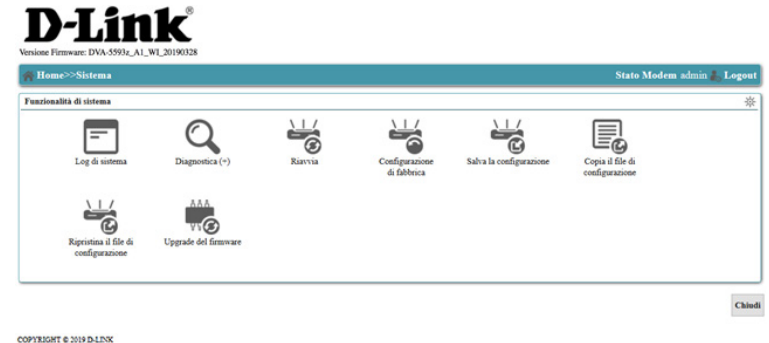 D-Link®
Versione Firmware: DVA-5593z_A1_WI_20190328
Home>>Sistema
Stato Modem admin Logout
Funzionalità di sistema
Log di sistema
Diagnostica (+)
Riavvia
Configurazione
di fabbrica
Salva la configurazione
Copia il file di
configurazione
Ripristina il file di
configurazione
Upgrade del firmware
Chiudi
COPYRIGHT © 2019 D-LINK